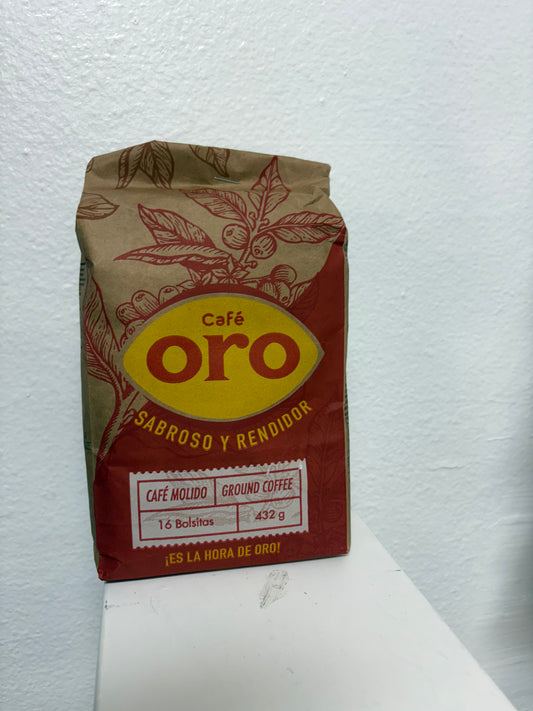 Café
oro
SABROSO Y RENDIDOR
CAFÉ MOLIDO GROUND COFFEE
16 Bolsitas 432 g
¡ES LA HORA DE ORO!